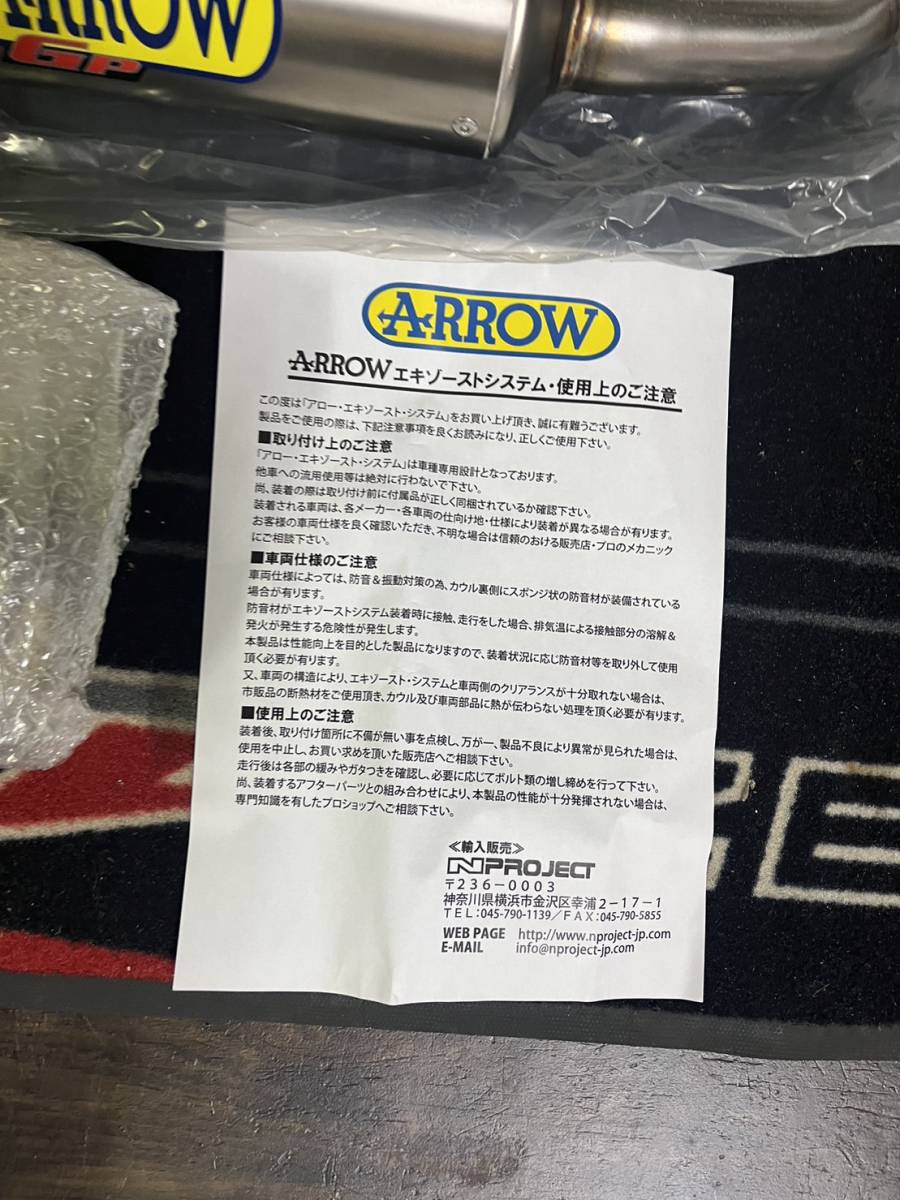 ARROW
GP
ARROW
ARROWエキゾーストシステム・使用上のご注意
この度は「アロー・エキゾースト・システム」をお買い上げ頂き、誠に有難うございます。
製品をご使用の際は、下記注意事項を良くお読みになり、正しくご使用下さい。
■取り付け上のご注意
「アロー・エキゾースト・システム」は車種専用設計となっております。
他車への流用使用等は絶対に行わないで下さい。
尚、装着の際は取り付け前に付属品が正しく同梱されているか確認下さい。
装着される車両は、各メーカー・各車両の仕向け地・仕様により装着が異なる場合が有ります。
お客様の車両仕様を良く確認いただき、不明な場合は信頼のおける販売店・プロのメカニック
にご相談下さい。
■車両仕様のご注意
車両仕様によっては、防音＆振動対策の為、カウル裏側にスポンジ状の防音材が装備されている
場合が有ります。
防音材がエキゾーストシステム装着時に接触、走行をした場合、排気温による接触部分の溶解＆
発火が発生する危険性が発生します。
本製品は性能向上を目的とした製品になりますので、装着状況に応じ防音材等を取り外して使用
頂く必要が有ります。
又、車両の構造により、エキゾースト・システムと車両側のクリアランスが十分取れない場合は、
市販品の断熱材をご使用頂き、カウル及び車両部品に熱が伝わらない処理を頂く必要が有ります。
■使用上のご注意
装着後、取り付け箇所に不備が無い事を点検し、万が一、製品不良により異常が見られた場合は、
使用を中止し、お買い求めを頂いた販売店へご相談下さい。
走行後は各部の緩みやガタつきを確認し、必要に応じてボルト類の増し締めを行って下さい。
尚、装着するアフターパーツとの組み合わせにより、本製品の性能が十分発揮されない場合は、
専門知識を有したプロショップへご相談下さい。
≪輸入販売≫
NPROJECT
〒236－0003
神奈川県横浜市金沢区幸浦2－17－1
TEL:045-790-1139／FAX:045-790-5855
WEB PAGE http://www.nproject-jp.com
E-MAIL info@nproject-jp.com